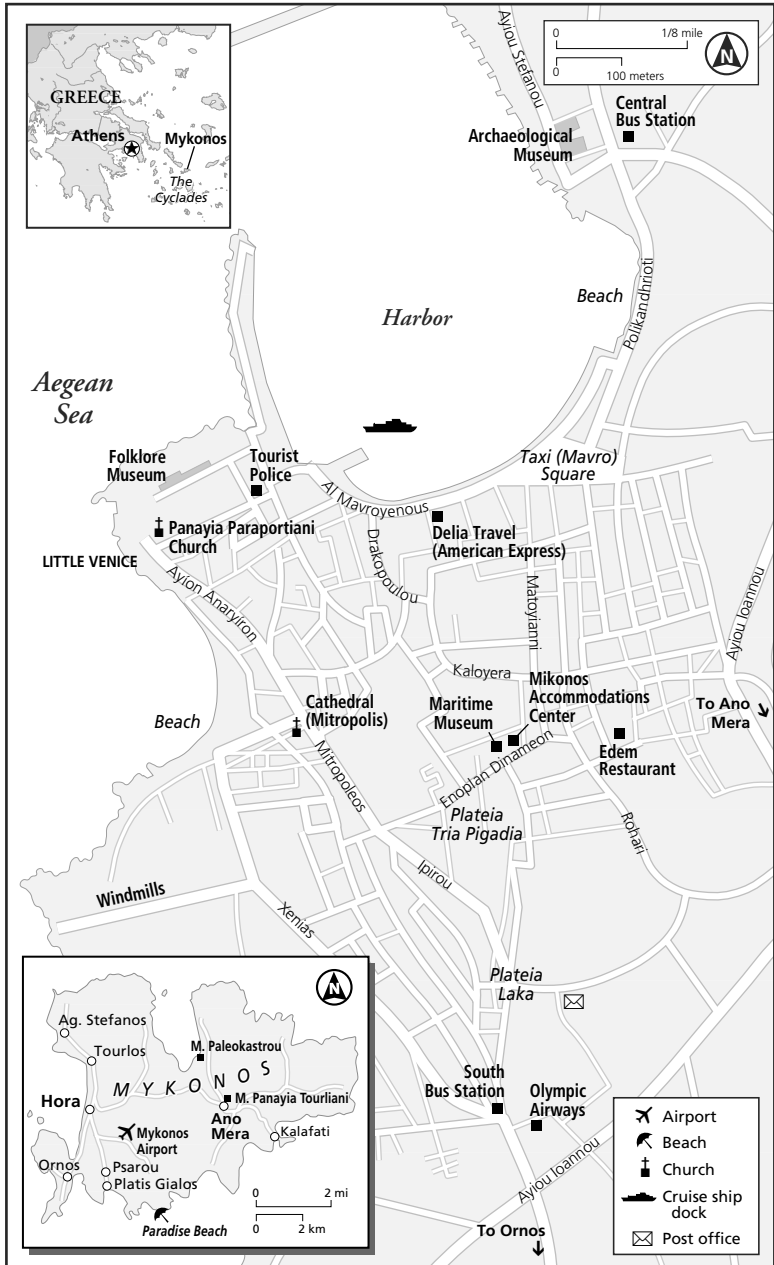 GREECE
Athens
Mykonos
The
Cyclades
0
1/8 mile
0
100 meters
N
Ayiou Stefanou
Central
Bus Station
Archaeological
Museum
Beach
Polikandhrioti
Harbor
Aegean
Sea
Folklore
Museum
Tourist
Police
Taxi (Mavro)
Square
Al Mavroyenous
Panayia Paraportiani
Church
Delia Travel
(American Express)
LITTLE VENICE
Drakopoulou
Matoyianni
Ayion Anaryiron
Ayiou Ioannou
Kaloyera
Mikonos
Accommodations
Center
Cathedral
(Mitropolis)
Maritime
Museum
To Ano
Mera
Beach
Mitropoleos
Enoplan Dinameon
Edem
Restaurant
Plateia
Tria Pigadia
Rohari
Ipirou
Windmills
Xenias
Plateia
Laka
South
Bus Station
Olympic
Airways
Ayiou Ioannou
To Ornos
N
Ag. Stefanos
Tourlos
M. Paleokastrou
MYKONOS
M. Panayia Tourliani
Hora
Ano
Mera
Mykonos
Airport
Kalafati
Ornos
Psarou
Platis Gialos
Paradise Beach
0
2 mi
0
2 km
Airport
Beach
Church
Cruise ship
dock
Post office